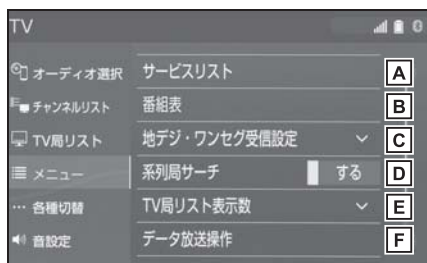 TV
オーディオ選択
サービスリスト
A
チャンネルリスト
番組表
B
TV局リスト
地デジ・ワンセグ受信設定
C
メニュー
系列局サーチ
する
D
各種切替
TV局リスト表示数
E
音設定
データ放送操作
F